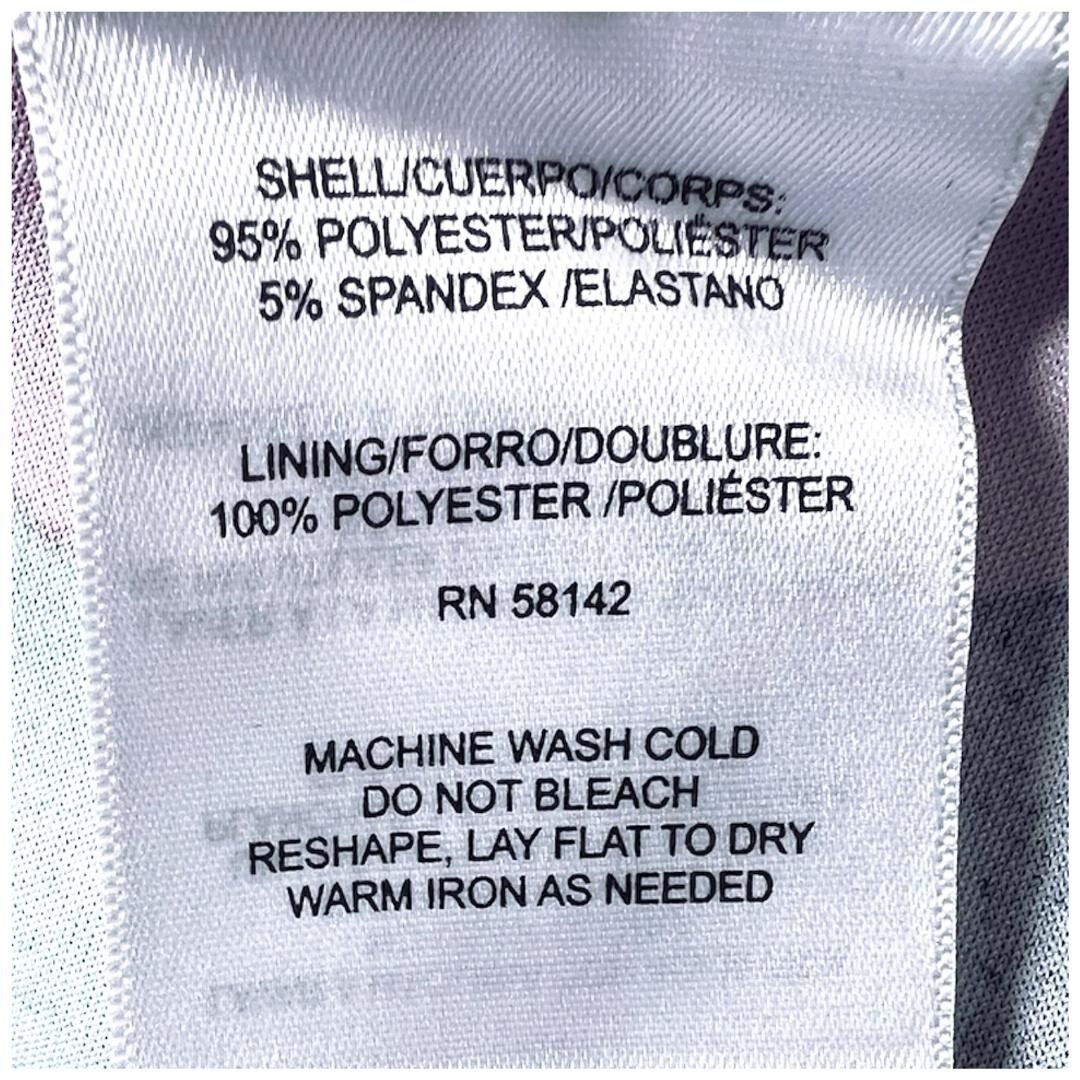 SHELL/CUERPO/CORPS:
95% POLYESTER/POLIÉSTER
5% SPANDEX /ELASTANO
LINING/FORRO/DOUBLURE:
100% POLYESTER /POLIÉSTER
RN 58142
MACHINE WASH COLD
DO NOT BLEACH
RESHAPE, LAY FLAT TO DRY
WARM IRON AS NEEDED